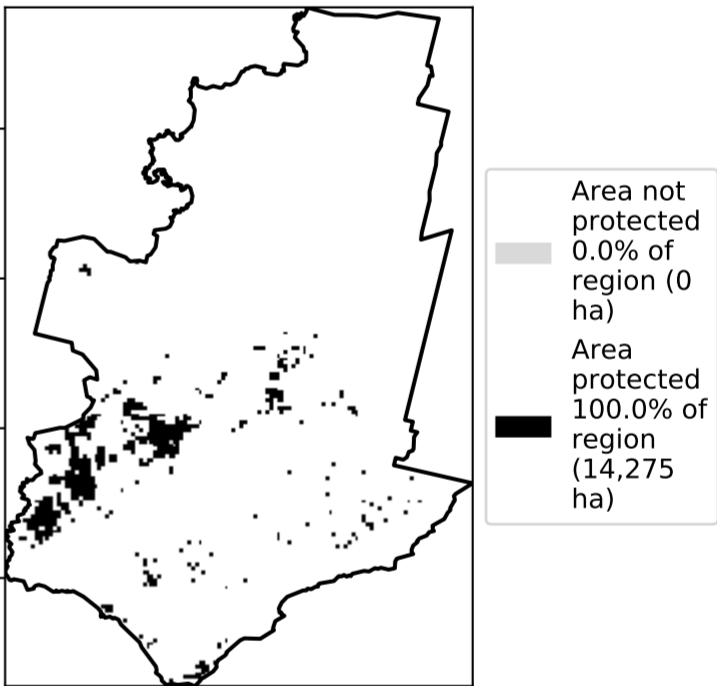 Area not
protected
0.0% of
region (0
ha)
Area
protected
100.0% of
region
(14,275
ha)